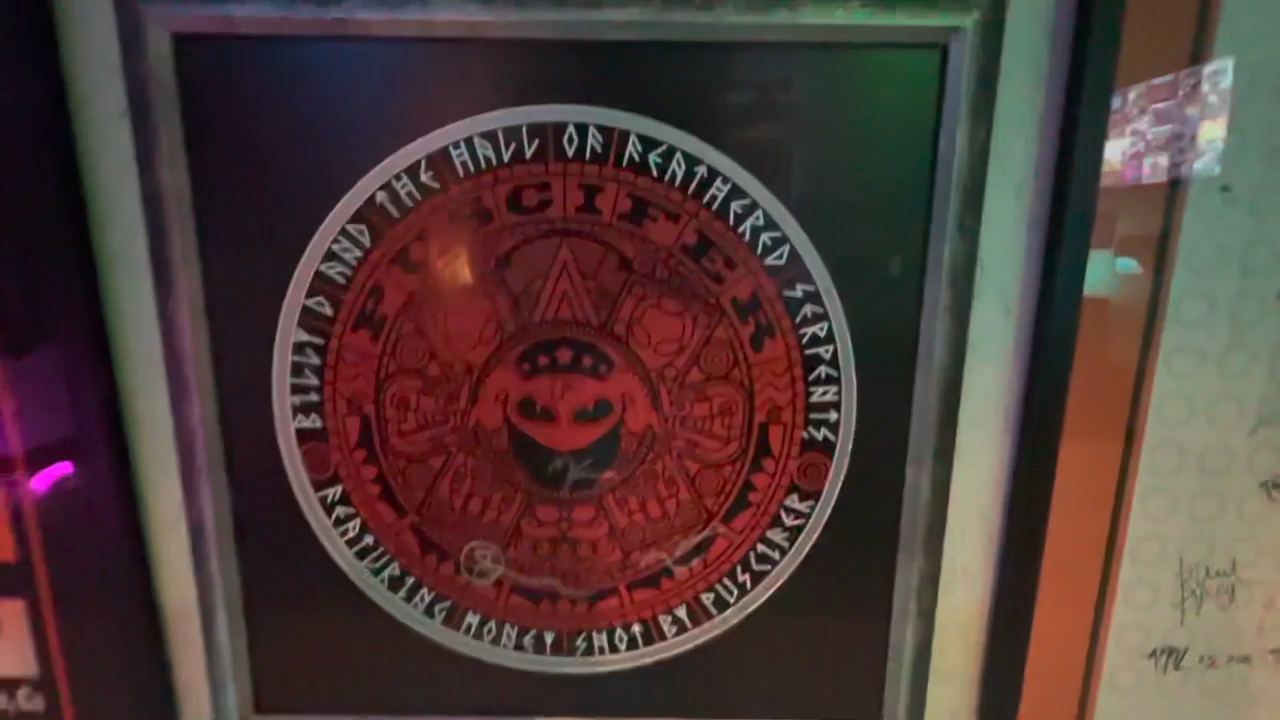 BILLY D AND THE HALL OF FEATHERED SERPENTS
PUSCIFER
FEATURING MONEY SHOT BY PUSCIFER